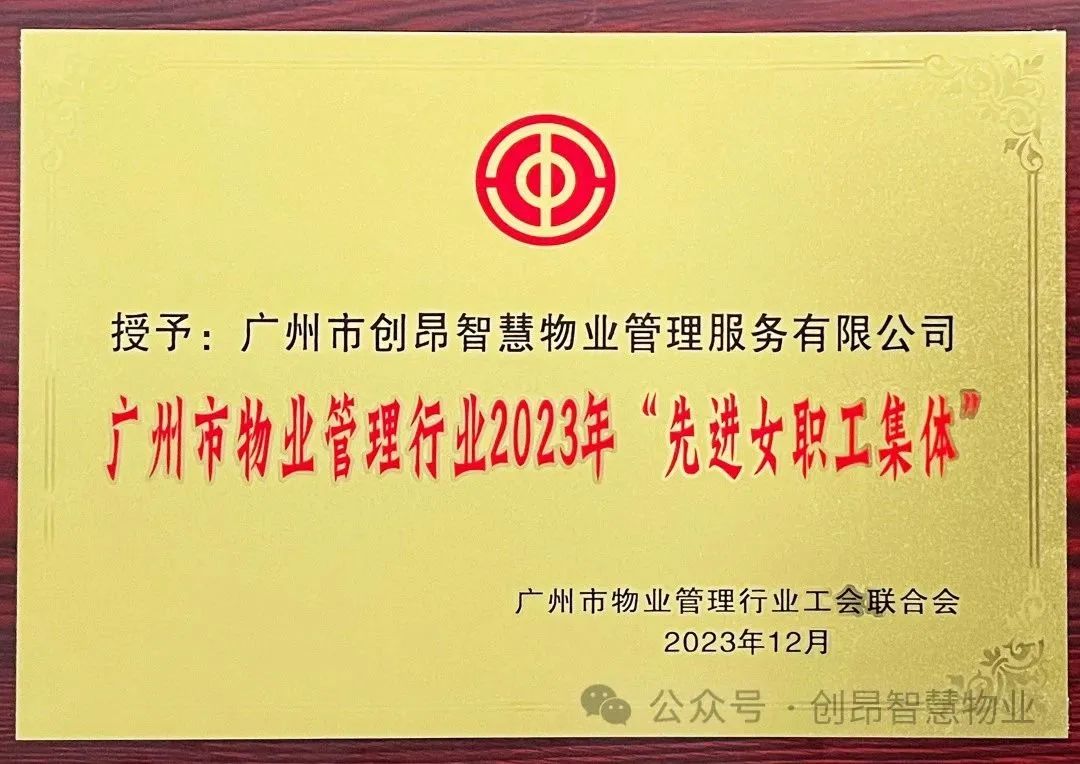 授予：广州市创昂智慧物业管理服务有限公司
广州市物业管理行业2023年“先进女职工集体”
广州市物业管理行业工会联合会
2023年12月
公众号·创昂智慧物业